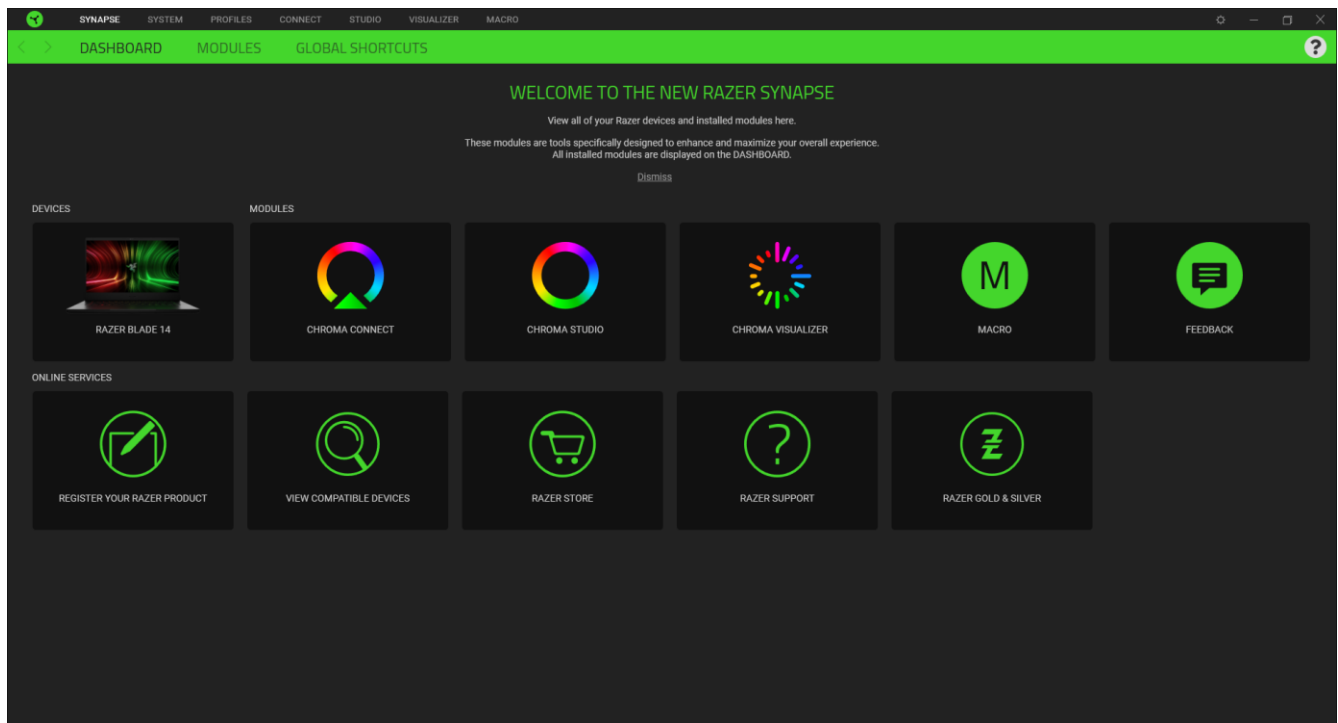 SYNAPSE SYSTEM PROFILES CONNECT STUDIO VISUALIZER MACRO
DASHBOARD MODULES GLOBAL SHORTCUTS ?
WELCOME TO THE NEW RAZER SYNAPSE
View all of your Razer devices and installed modules here.
These modules are tools specifically designed to enhance and maximize your overall experience.
All installed modules are displayed on the DASHBOARD.
Dismiss
DEVICES MODULES
M
RAZER BLADE 14 CHROMA CONNECT CHROMA STUDIO CHROMA VISUALIZER MACRO FEEDBACK
ONLINE SERVICES
?
REGISTER YOUR RAZER PRODUCT VIEW COMPATIBLE DEVICES RAZER STORE RAZER SUPPORT RAZER GOLD & SILVER